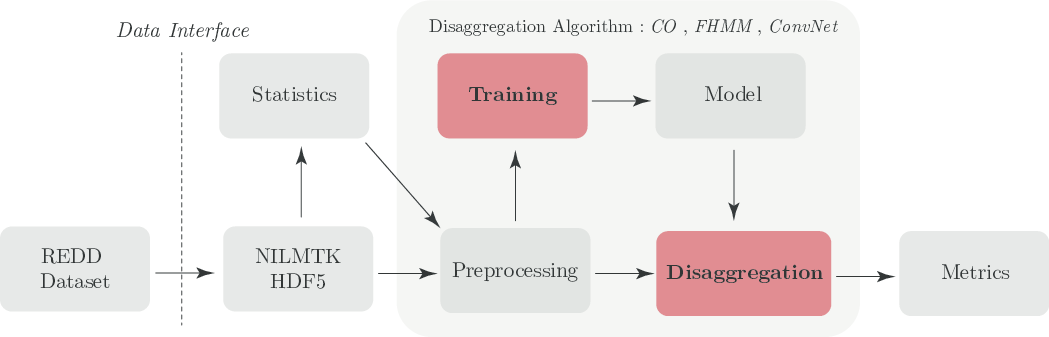 Data Interface
Disaggregation Algorithm : CO , FHMM , ConvNet
Statistics
Training
Model
REDD
Dataset
NILMTK
HDF5
Preprocessing
Disaggregation
Metrics